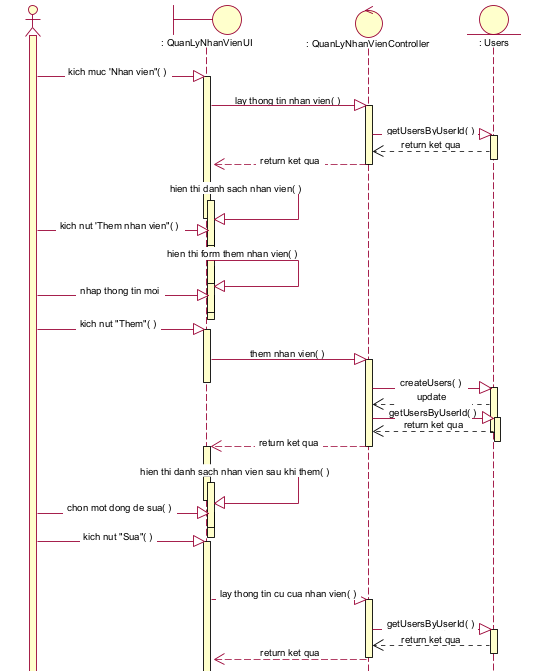 : QuanLyNhanVienUI
: QuanLyNhanVienController
: Users
kich muc 'Nhan vien"( )
lay thong tin nhan vien( )
getUsersByUserId( )
return ket qua
return ket qua
hien thi danh sach nhan vien( )
kich nut 'Them nhan vien"( )
hien thi form them nhan vien( )
nhap thong tin moi
kich nut "Them"( )
them nhan vien( )
createUsers( )
update
getUsersByUserId( )
return ket qua
return ket qua
hien thi danh sach nhan vien sau khi them( )
chon mot dong de sua( )
kich nut "Sua"( )
lay thong tin cu cua nhan vien( )
getUsersByUserId( )
return ket qua
return ket qua